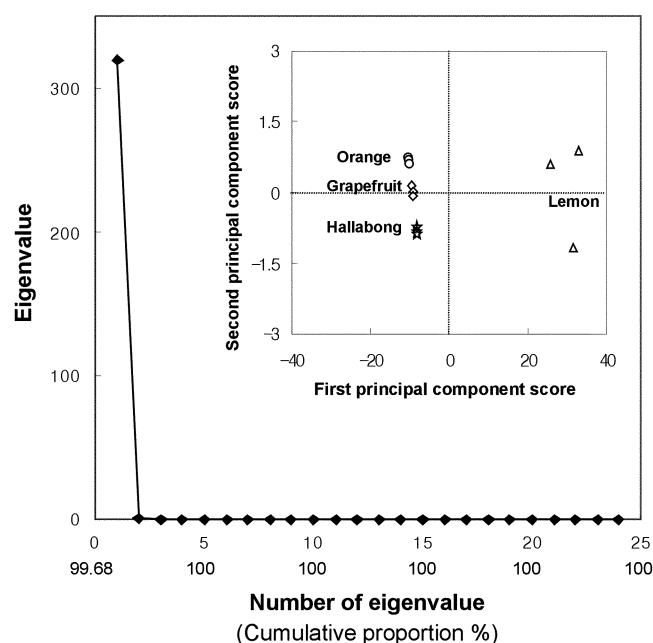 300
200
100
0
Eigenvalue
3
1.5
0
−1.5
−3
Second principal component score
Orange
Grapefruit
Hallabong
Lemon
−40 −20 0 20 40
First principal component score
0 5 10 15 20 25
99.68 100 100 100 100 100
Number of eigenvalue
(Cumulative proportion %)